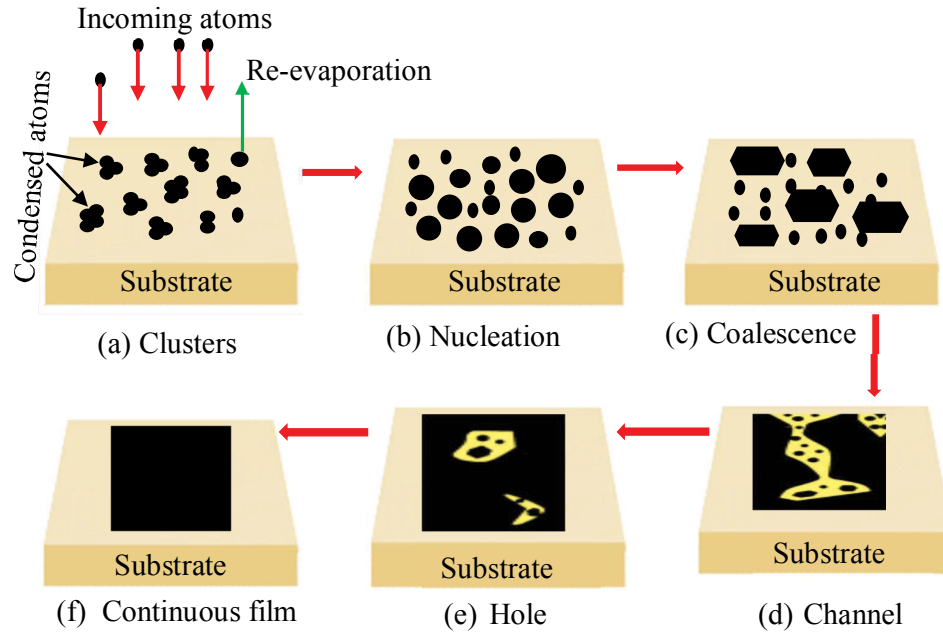 Incoming atoms
Re-evaporation
Condensed atoms
Substrate
Substrate
Substrate
(a) Clusters
(b) Nucleation
(c) Coalescence
Substrate
Substrate
Substrate
(f) Continuous film
(e) Hole
(d) Channel